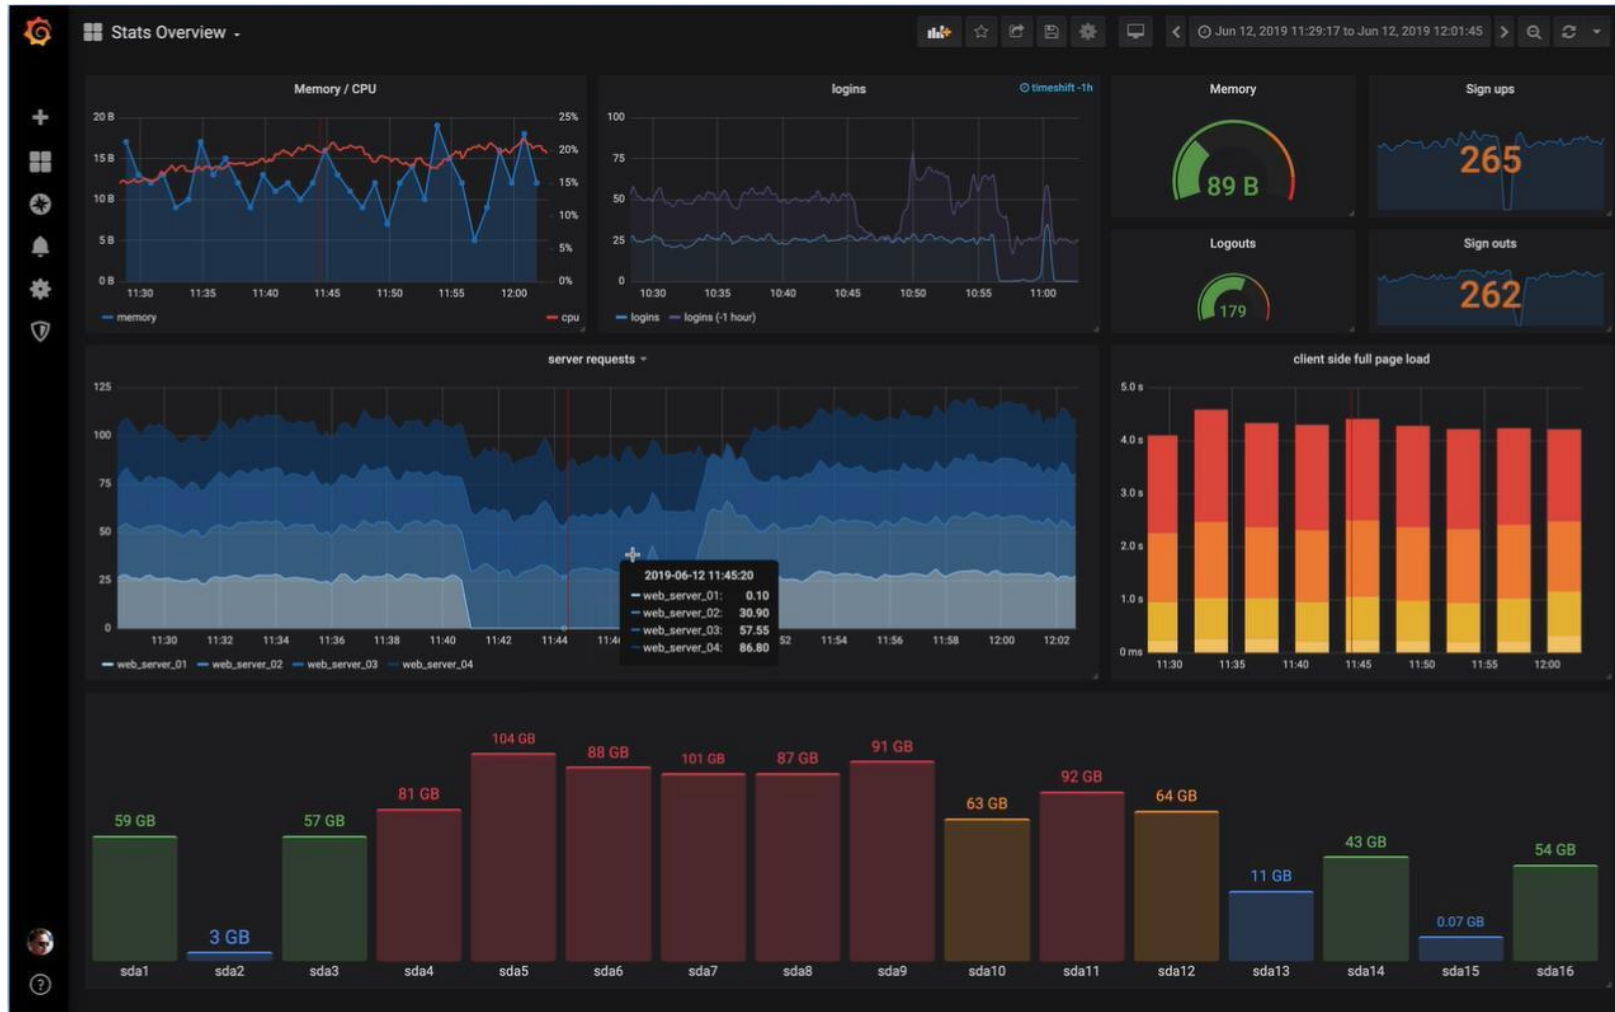 Stats Overview
Jun 12, 2019 11:29:17 to Jun 12, 2019 12:01:45
Memory / CPU
20 B
15 B
10 B
5 B
0 B
25%
20%
15%
10%
5%
0%
11:30 11:35 11:40 11:45 11:50 11:55 12:00
memory cpu
logins
timeshift -1h
100
75
50
25
0
10:30 10:35 10:40 10:45 10:50 10:55 11:00
logins logins (-1 hour)
Memory
89 B
Sign ups
265
Logouts
179
Sign outs
262
server requests
125
100
75
50
25
0
11:30 11:32 11:34 11:36 11:38 11:40 11:42 11:44 11:54 11:56 11:58 12:00 12:02
2019-06-12 11:45:20
web_server_01: 0.10
web_server_02: 30.90
web_server_03: 57.55
web_server_04: 86.80
web_server_01 web_server_02 web_server_03 web_server_04
client side full page load
5.0 s
4.0 s
3.0 s
2.0 s
1.0 s
0 ms
11:30 11:35 11:40 11:45 11:50 11:55 12:00
59 GB 3 GB 57 GB 81 GB 104 GB 88 GB 101 GB 87 GB 91 GB 63 GB 92 GB 64 GB 11 GB 43 GB 0.07 GB 54 GB
sda1 sda2 sda3 sda4 sda5 sda6 sda7 sda8 sda9 sda10 sda11 sda12 sda13 sda14 sda15 sda16